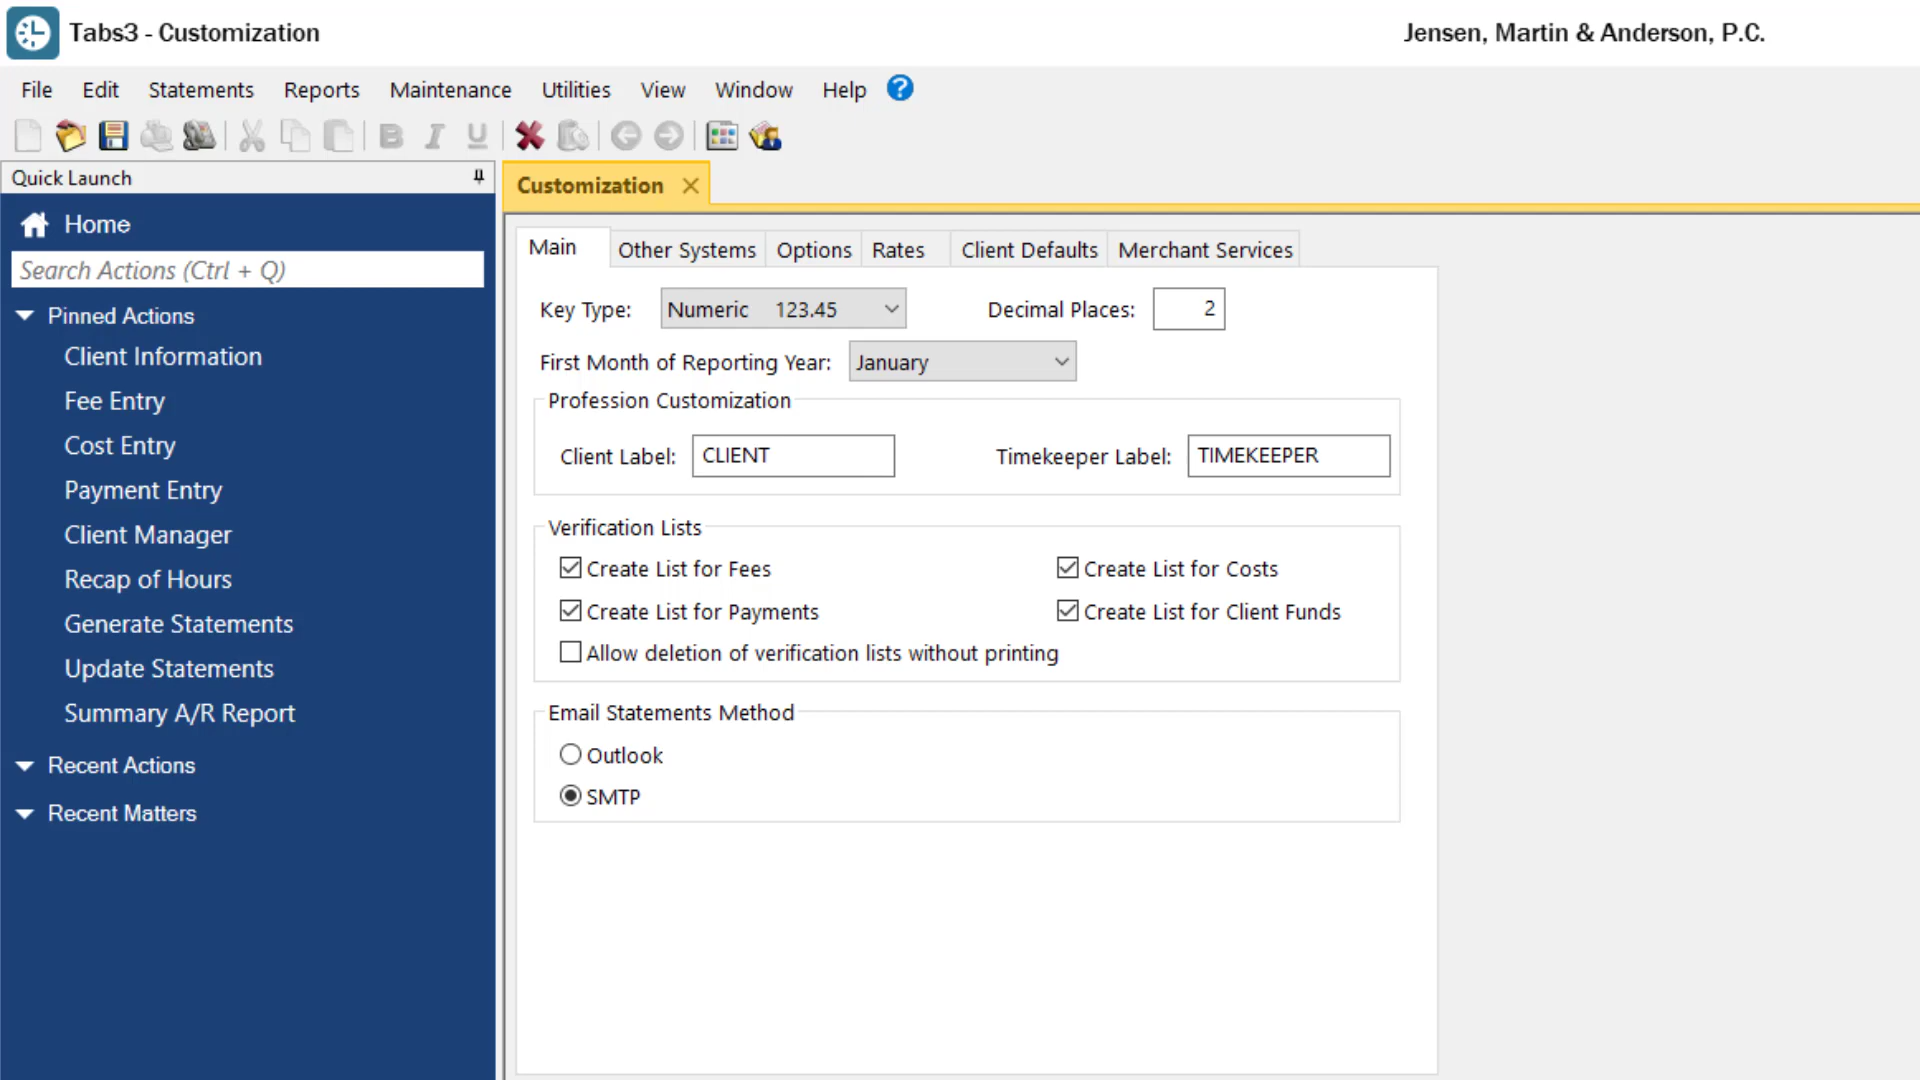 Tabs3 - Customization
Jensen, Martin & Anderson, P.C.
File Edit Statements Reports Maintenance Utilities View Window Help ?
B I U
Quick Launch
Home
Search Actions (Ctrl + Q)
Pinned Actions
Client Information
Fee Entry
Cost Entry
Payment Entry
Client Manager
Recap of Hours
Generate Statements
Update Statements
Summary A/R Report
Recent Actions
Recent Matters
Customization
Main Other Systems Options Rates Client Defaults Merchant Services
Key Type: Numeric 123.45 Decimal Places: 2
First Month of Reporting Year: January
Profession Customization
Client Label: CLIENT Timekeeper Label: TIMEKEEPER
Verification Lists
Create List for Fees Create List for Costs
Create List for Payments Create List for Client Funds
Allow deletion of verification lists without printing
Email Statements Method
Outlook
SMTP